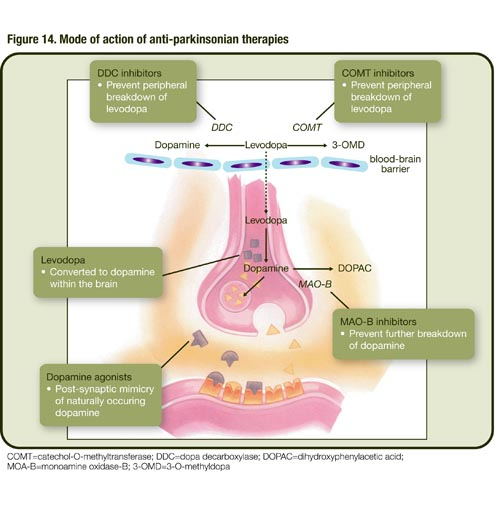 Figure 14. Mode of action of anti-parkinsonian therapies
DDC inhibitors
• Prevent peripheral
breakdown of
levodopa
COMT inhibitors
• Prevent peripheral
breakdown of
levodopa
DDC
COMT
Dopamine
Levodopa
3-OMD
blood-brain
barrier
Levodopa
Levodopa
• Converted to dopamine
within the brain
Dopamine
DOPAC
MAO-B
MAO-B inhibitors
• Prevent further breakdown
of dopamine
Dopamine agonists
• Post-synaptic mimicry
of naturally occuring
dopamine
COMT=catechol-O-methyltransferase; DDC=dopa decarboxylase; DOPAC=dihydroxyphenylacetic acid;
MOA-B=monoamine oxidase-B; 3-OMD=3-O-methyldopa